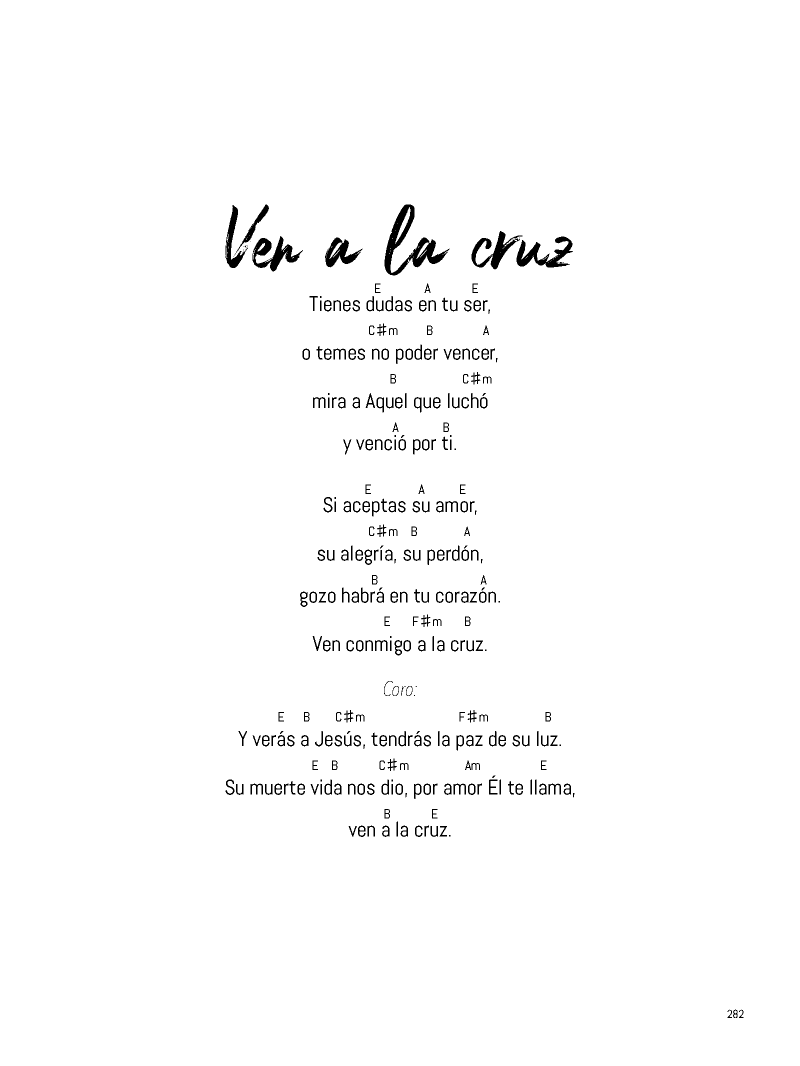 Ven a la cruz
E A E
Tienes dudas en tu ser,
C♯m B A
o temes no poder vencer,
B C♯m
mira a Aquel que luchó
A B
y venció por ti.
E A E
Si aceptas su amor,
C♯m B A
su alegría, su perdón,
B A
gozo habrá en tu corazón.
E F♯m B
Ven conmigo a la cruz.
Coro:
E B C♯m F♯m B
Y verás a Jesús, tendrás la paz de su luz.
E B C♯m Am E
Su muerte vida nos dio, por amor Él te llama,
B E
ven a la cruz.
282